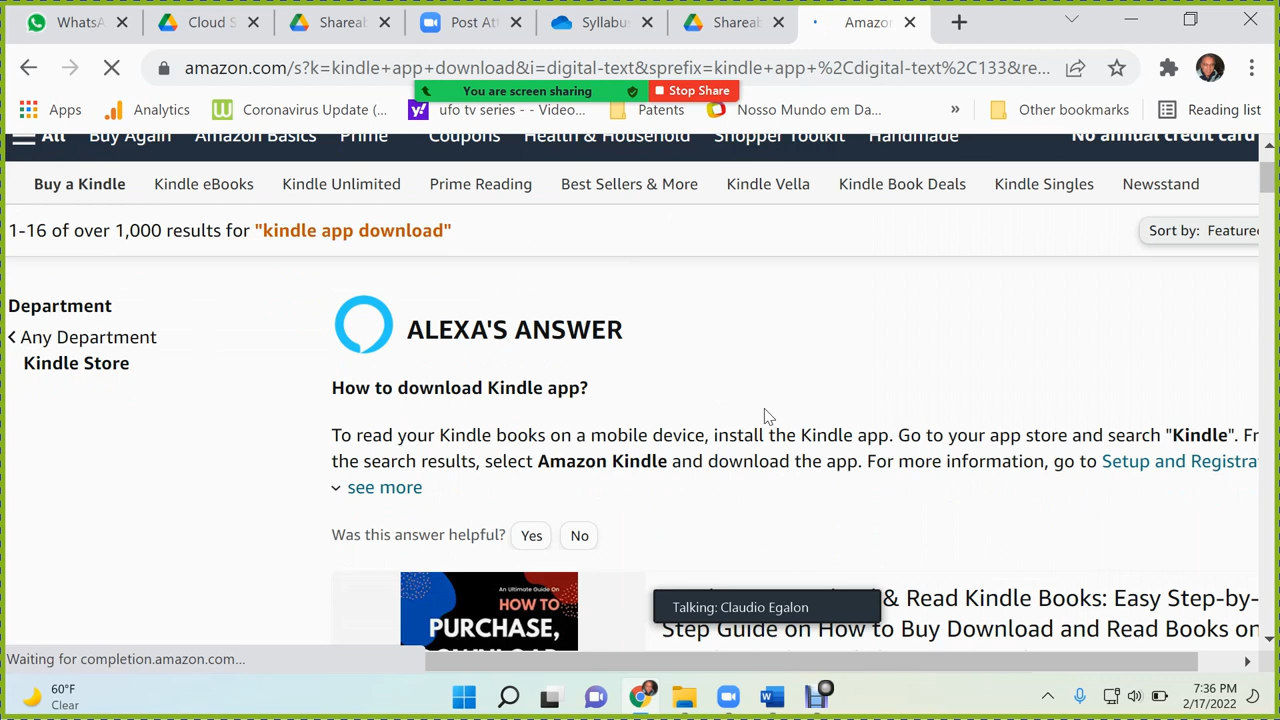 WhatsA
Cloud S
Shareab
Post Att
Syllabus
Shareab
Amazon
amazon.com/s?k=kindle+app+download&i=digital-text&sprefix=kindle+app+%2Cdigital-text%2C133&re...
You are screen sharing
Stop Share
Apps
Analytics
Coronavirus Update (...
ufo tv series - - Video...
Patents
Nosso Mundo em Da...
»
Other bookmarks
Reading list
All
Buy Again
Amazon Basics
Prime
Coupons
Health & Household
Shopper Toolkit
Handmade
No annual credit card
Buy a Kindle
Kindle eBooks
Kindle Unlimited
Prime Reading
Best Sellers & More
Kindle Vella
Kindle Book Deals
Kindle Singles
Newsstand
1-16 of over 1,000 results for "kindle app download"
Sort by: Featured
Department
Any Department
Kindle Store
ALEXA'S ANSWER
How to download Kindle app?
To read your Kindle books on a mobile device, install the Kindle app. Go to your app store and search "Kindle". Fr
the search results, select Amazon Kindle and download the app. For more information, go to Setup and Registra
see more
Was this answer helpful?
Yes
No
An Ultimate Guide On
HOW TO
PURCHASE,
& Read Kindle Books: Easy Step-by-
Step Guide on How to Buy Download and Read Books on
Talking: Claudio Egalon
Waiting for completion.amazon.com...
60°F
Clear
7:36 PM
2/17/2022